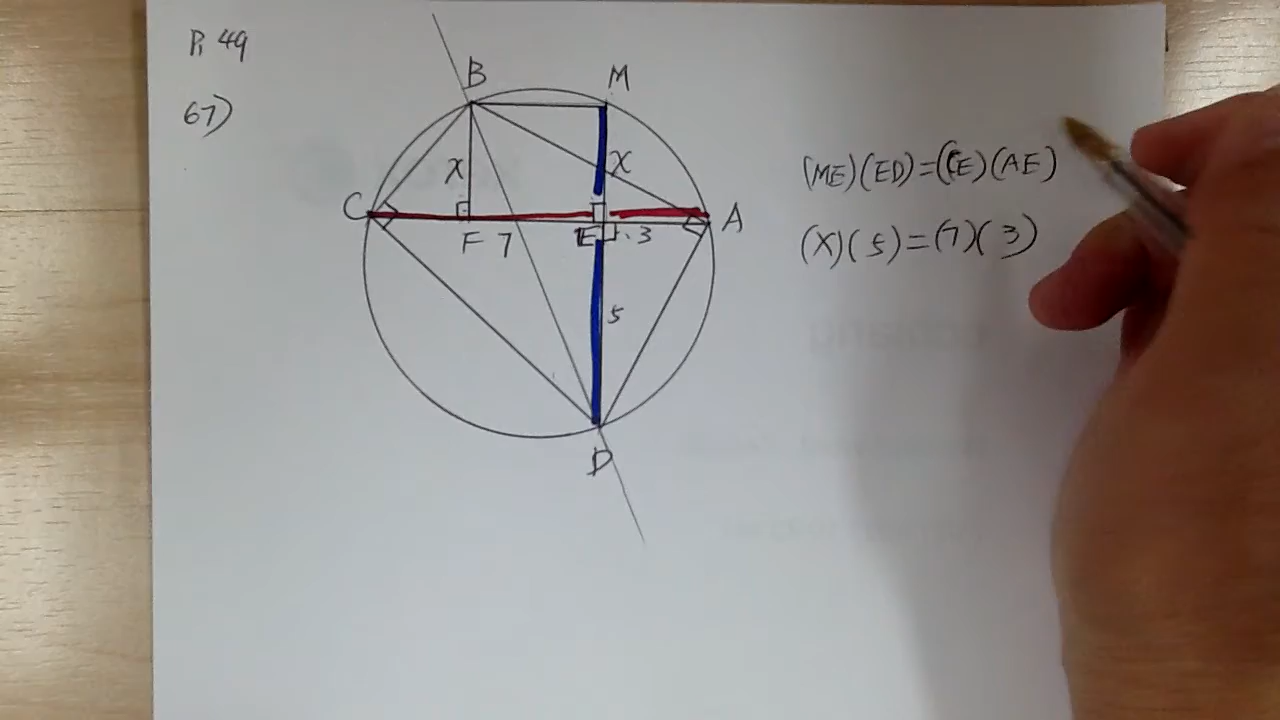 P. 49
67)
B
M
X
X
C
A
F
7
E
3
5
D
(ME)(ED)=(CE)(AE)
(X)(5)=(7)(3)